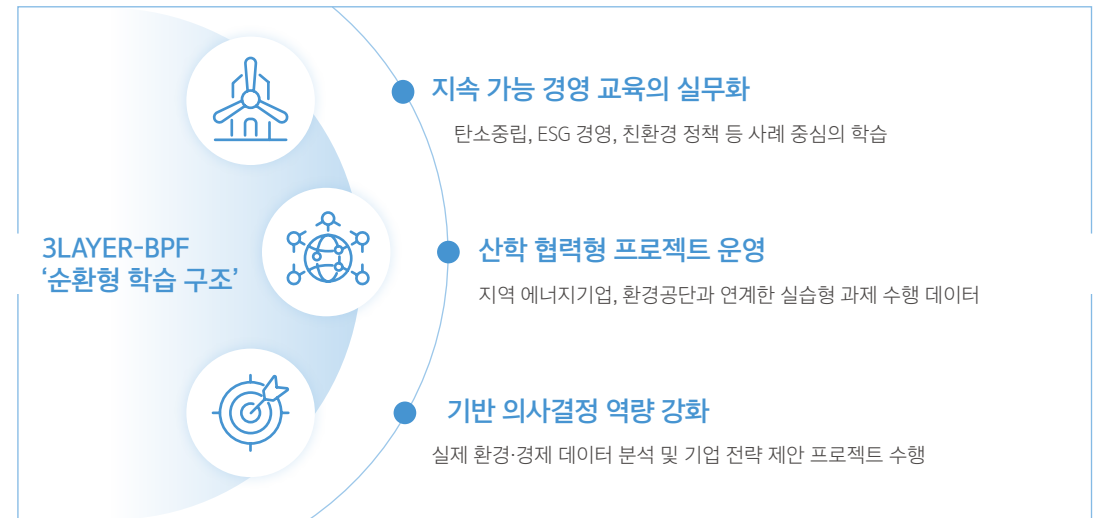 지속 가능 경영 교육의 실무화
탄소중립, ESG 경영, 친환경 정책 등 사례 중심의 학습
3LAYER-BPF
‘순환형 학습 구조’
산학 협력형 프로젝트 운영
지역 에너지기업, 환경공단과 연계한 실습형 과제 수행 데이터
기반 의사결정 역량 강화
실제 환경·경제 데이터 분석 및 기업 전략 제안 프로젝트 수행